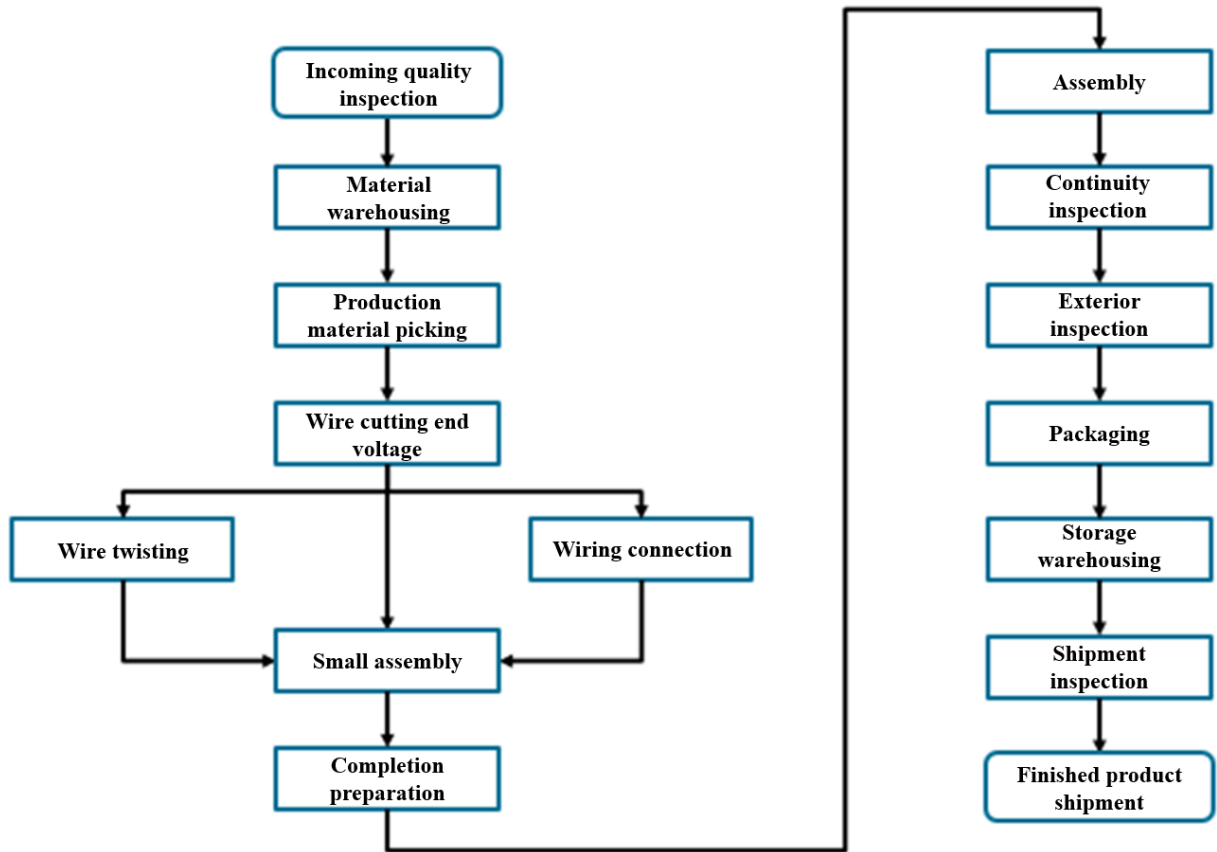 Incoming quality
inspection
Material
warehousing
Production
material picking
Wire cutting end
voltage
Wire twisting
Wiring connection
Small assembly
Completion
preparation
Assembly
Continuity
inspection
Exterior
inspection
Packaging
Storage
warehousing
Shipment
inspection
Finished product
shipment